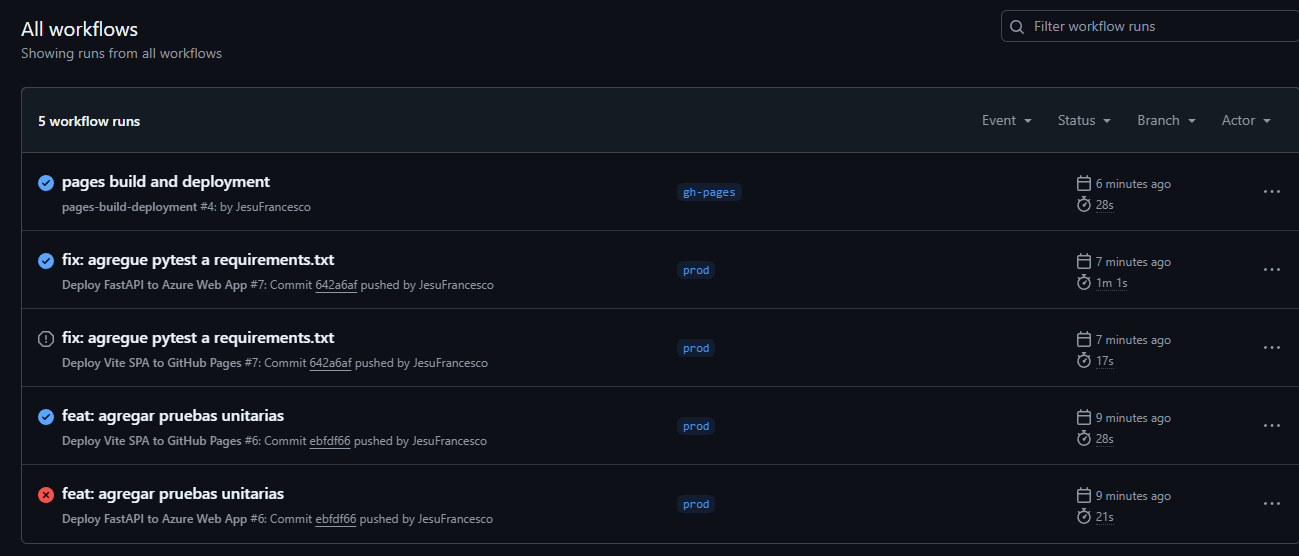 All workflows
Showing runs from all workflows
Filter workflow runs
5 workflow runs
Event
Status
Branch
Actor
pages build and deployment
pages-build-deployment #4: by JesuFrancesco
gh-pages
6 minutes ago
28s
fix: agregue pytest a requirements.txt
Deploy FastAPI to Azure Web App #7: Commit 642a6af pushed by JesuFrancesco
prod
7 minutes ago
1m 1s
fix: agregue pytest a requirements.txt
Deploy Vite SPA to GitHub Pages #7: Commit 642a6af pushed by JesuFrancesco
prod
7 minutes ago
17s
feat: agregar pruebas unitarias
Deploy Vite SPA to GitHub Pages #6: Commit ebfdf66 pushed by JesuFrancesco
prod
9 minutes ago
28s
feat: agregar pruebas unitarias
Deploy FastAPI to Azure Web App #6: Commit ebfdf66 pushed by JesuFrancesco
prod
9 minutes ago
21s